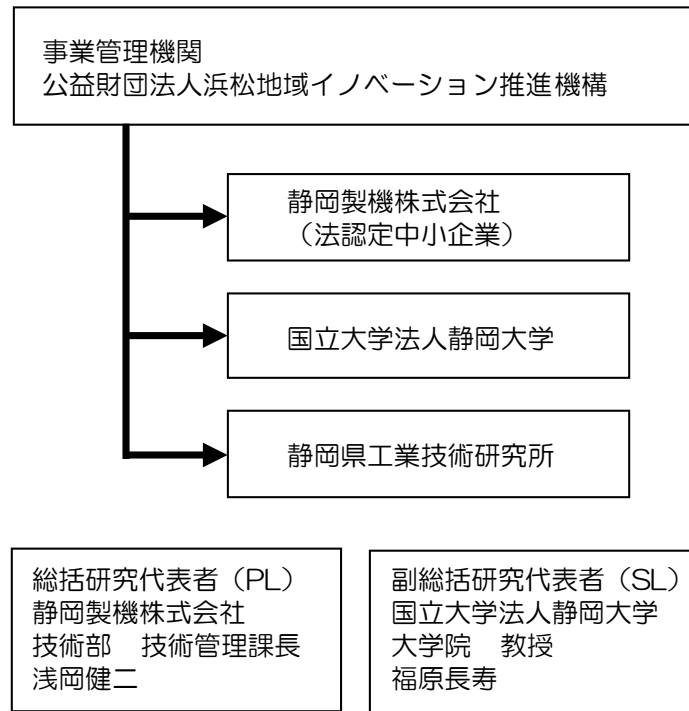 事業管理機関
公益財団法人浜松地域イノベーション推進機構
静岡製機株式会社
（法認定中小企業）
国立大学法人静岡大学
静岡県工業技術研究所
総括研究代表者（PL）
静岡製機株式会社
技術部　技術管理課長
浅岡健二
副総括研究代表者（SL）
国立大学法人静岡大学
大学院　教授
福原長寿